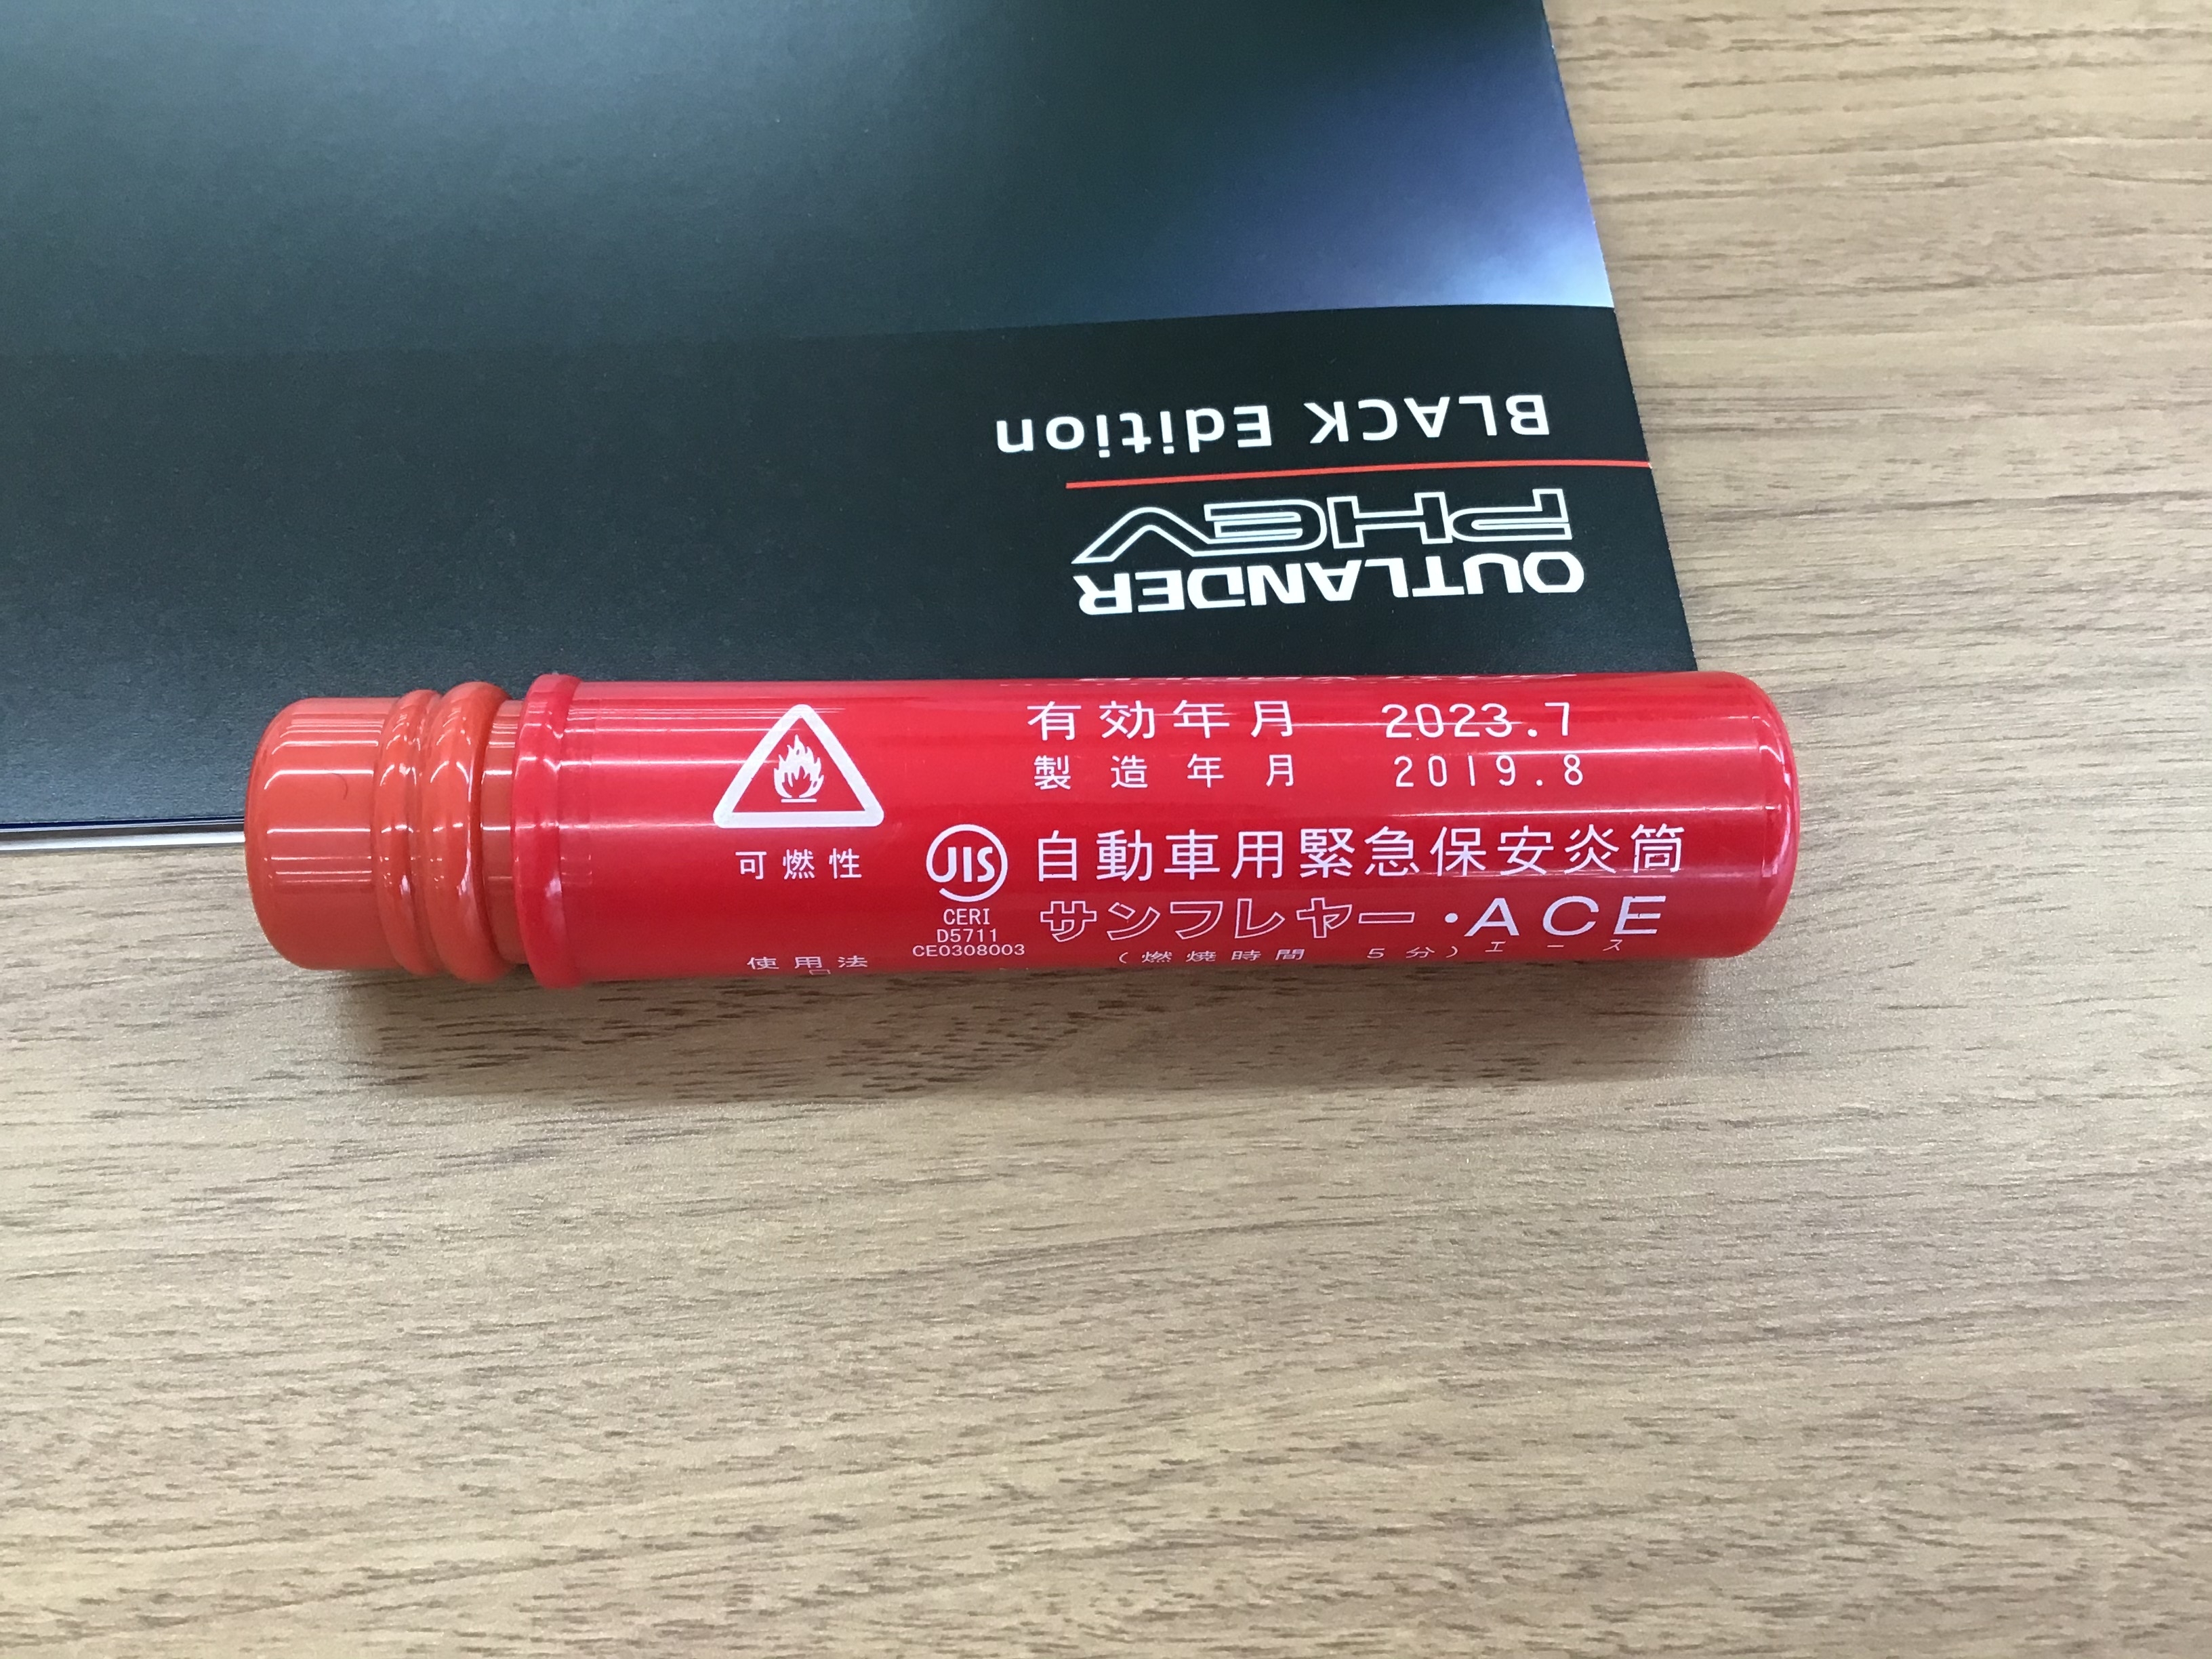 BLACK Edition
OUTLANDER
PHEV
有効年月 2023.7
製造年月 2019.8
可燃性
JIS
CERI
D5711
CE0308003
自動車用緊急保安炎筒
サンフレヤー・ACE
エース
(燃焼時間 5分)
使用法